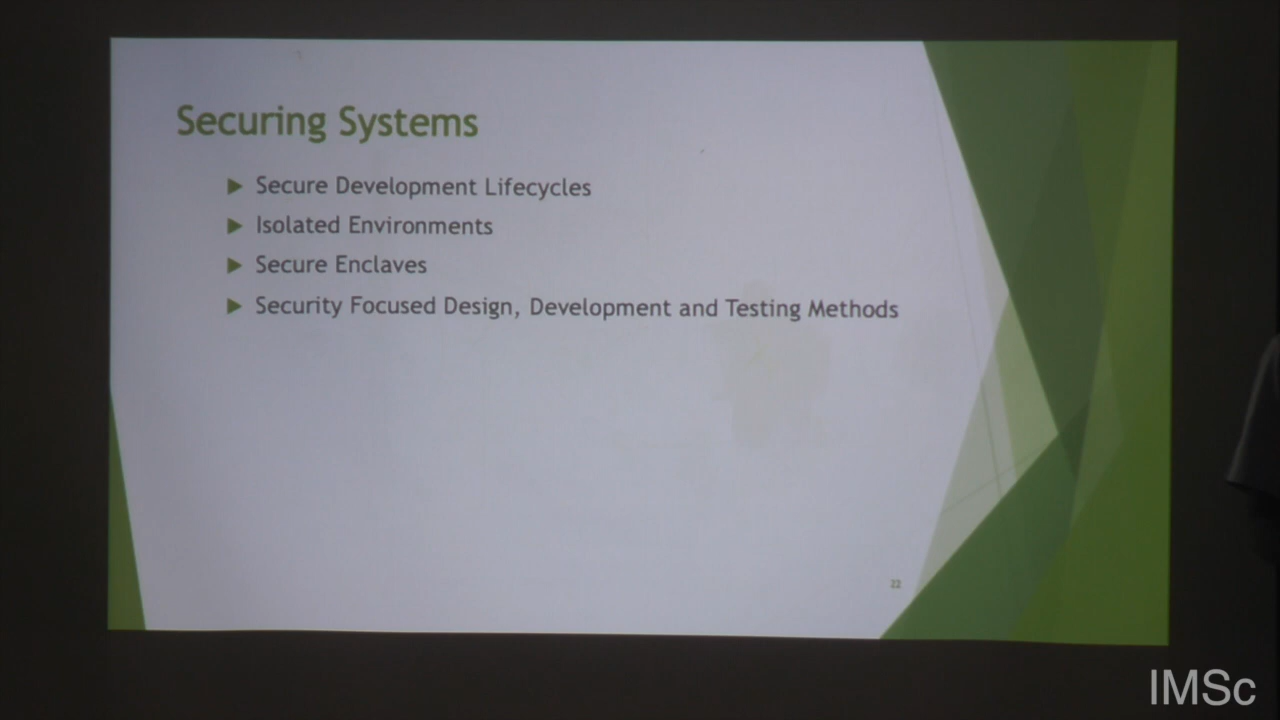 Securing Systems
Secure Development Lifecycles
Isolated Environments
Secure Enclaves
Security Focused Design, Development and Testing Methods
22
IMSc